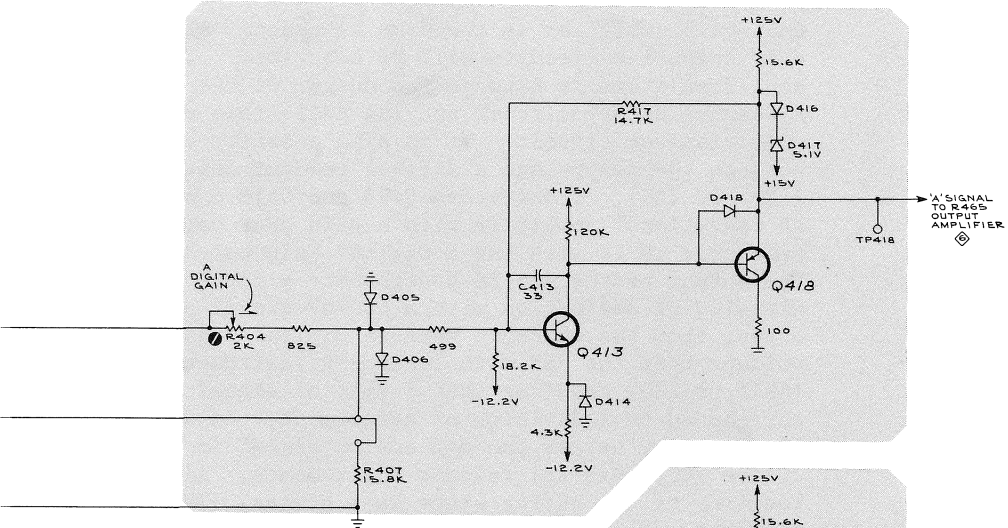 +125V
15.6K
D416
R417
14.7K
D417
5.1V
+15V
+125V
D418
'A' SIGNAL
TO R465
OUTPUT
AMPLIFIER
6
TP418
120K
A
DIGITAL
GAIN
C413
33
Q418
D405
R404
2K
825
D406
499
Q413
100
18.2K
-12.2V
D414
4.3K
-12.2V
R407
15.8K
+125V
15.6K